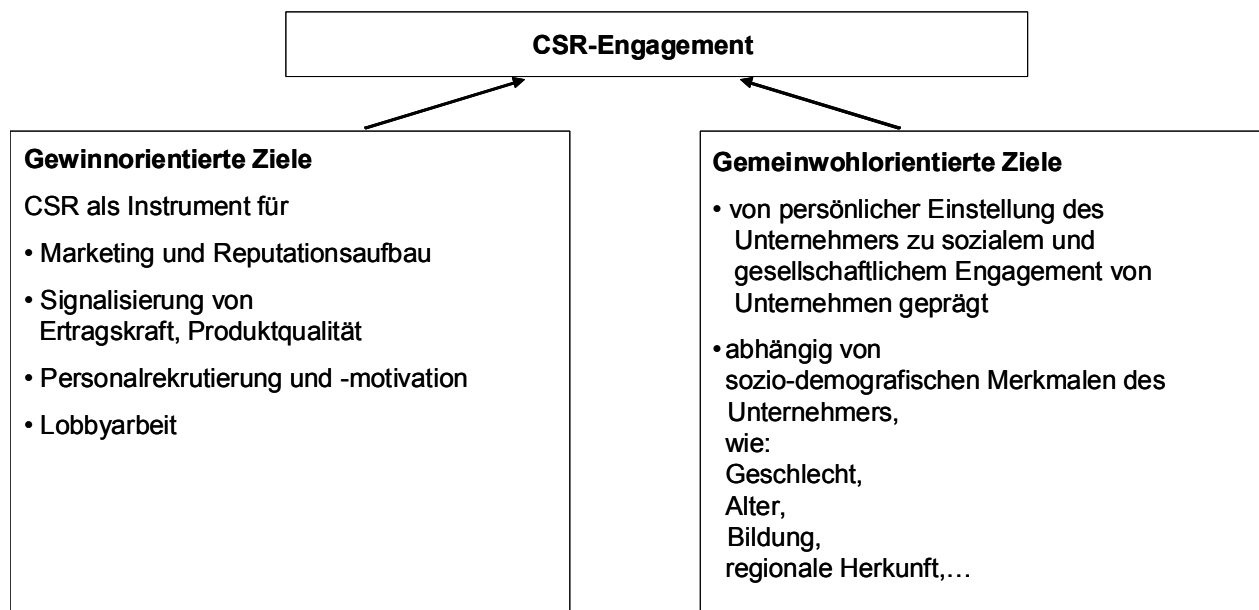 CSR-Engagement
Gewinnorientierte Ziele
CSR als Instrument für
• Marketing und Reputationsaufbau
• Signalisierung von
Ertragskraft, Produktqualität
• Personalrekrutierung und -motivation
• Lobbyarbeit
Gemeinwohlorientierte Ziele
• von persönlicher Einstellung des
Unternehmers zu sozialem und
gesellschaftlichem Engagement von
Unternehmen geprägt
• abhängig von
sozio-demografischen Merkmalen des
Unternehmers,
wie:
Geschlecht,
Alter,
Bildung,
regionale Herkunft,…